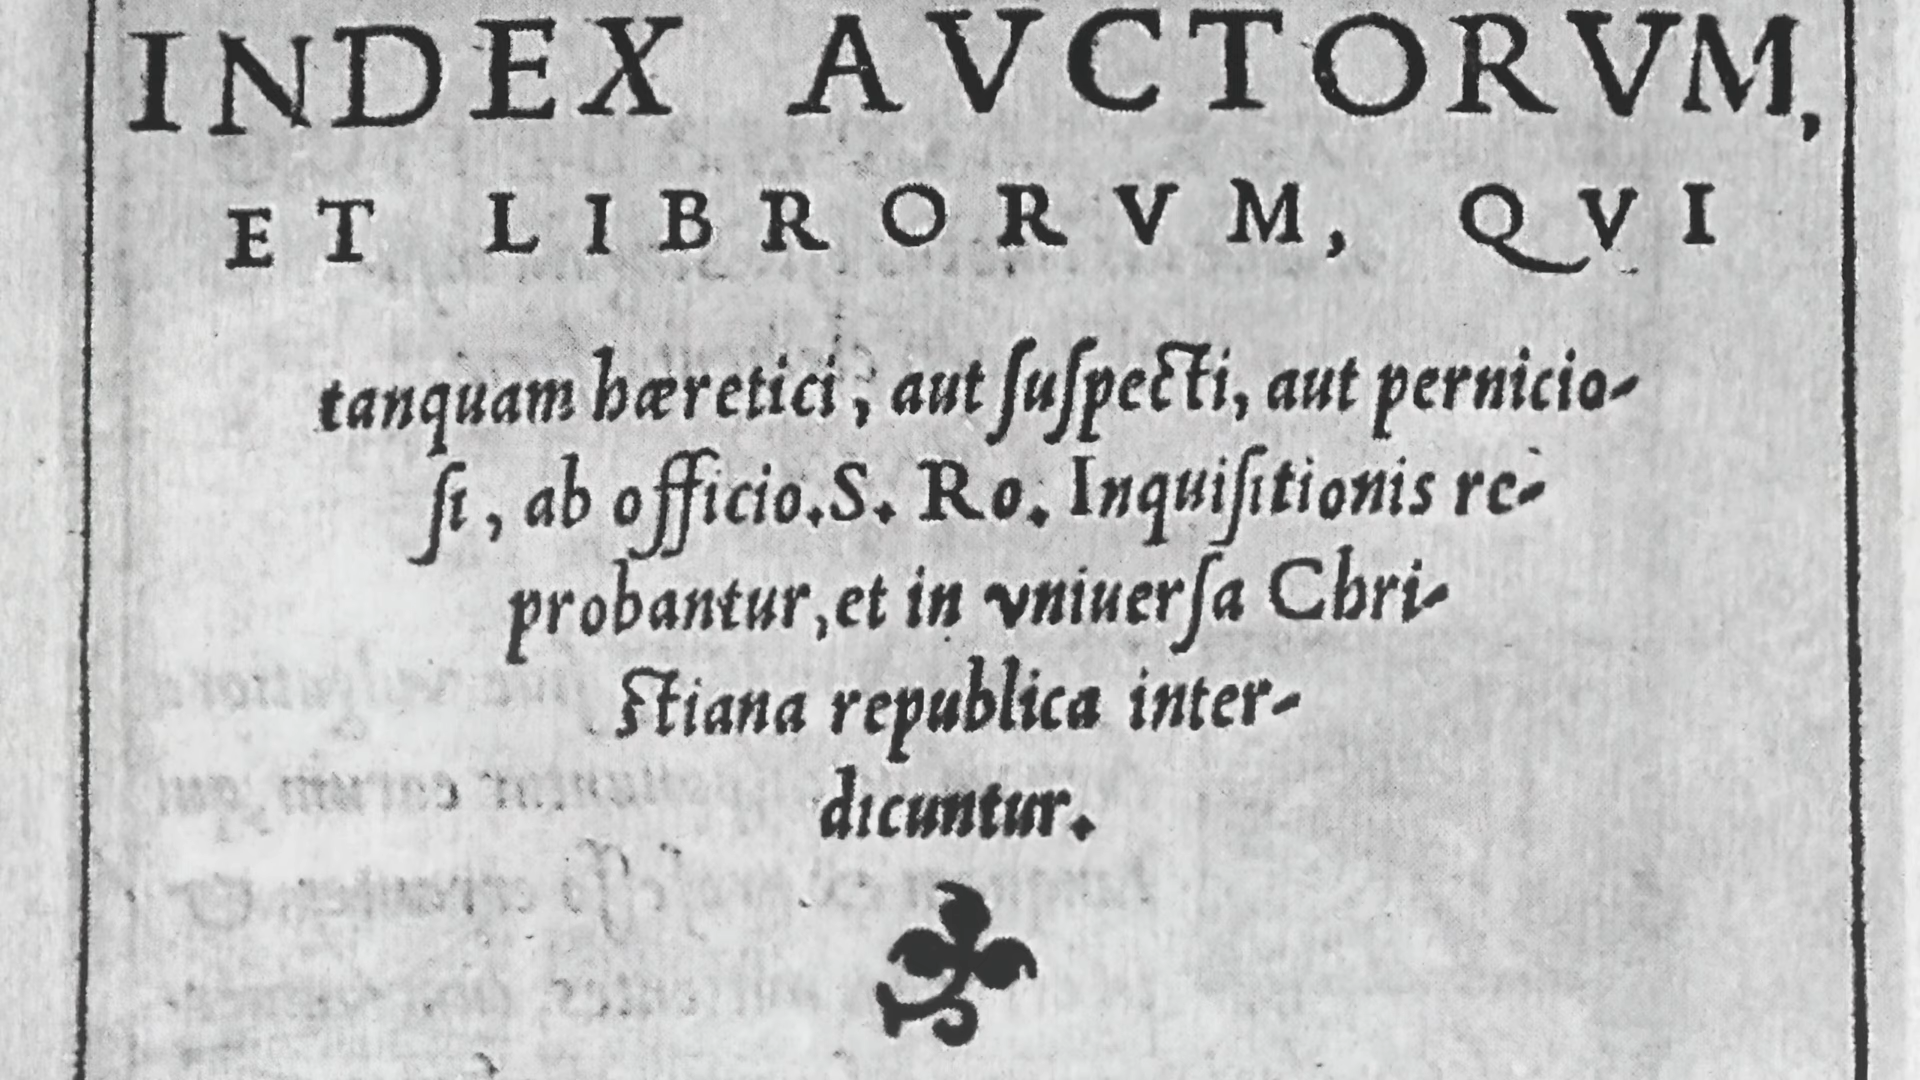 INDEX AVCTORVM,
ET LIBRORVM, QVI
tanquam hæretici, aut ſuſpecti, aut pernicio-
ſi, ab officio. S. Ro. Inquiſitionis re-
probantur, et in vniuerſa Chri-
ſtiana republica inter-
dicuntur.